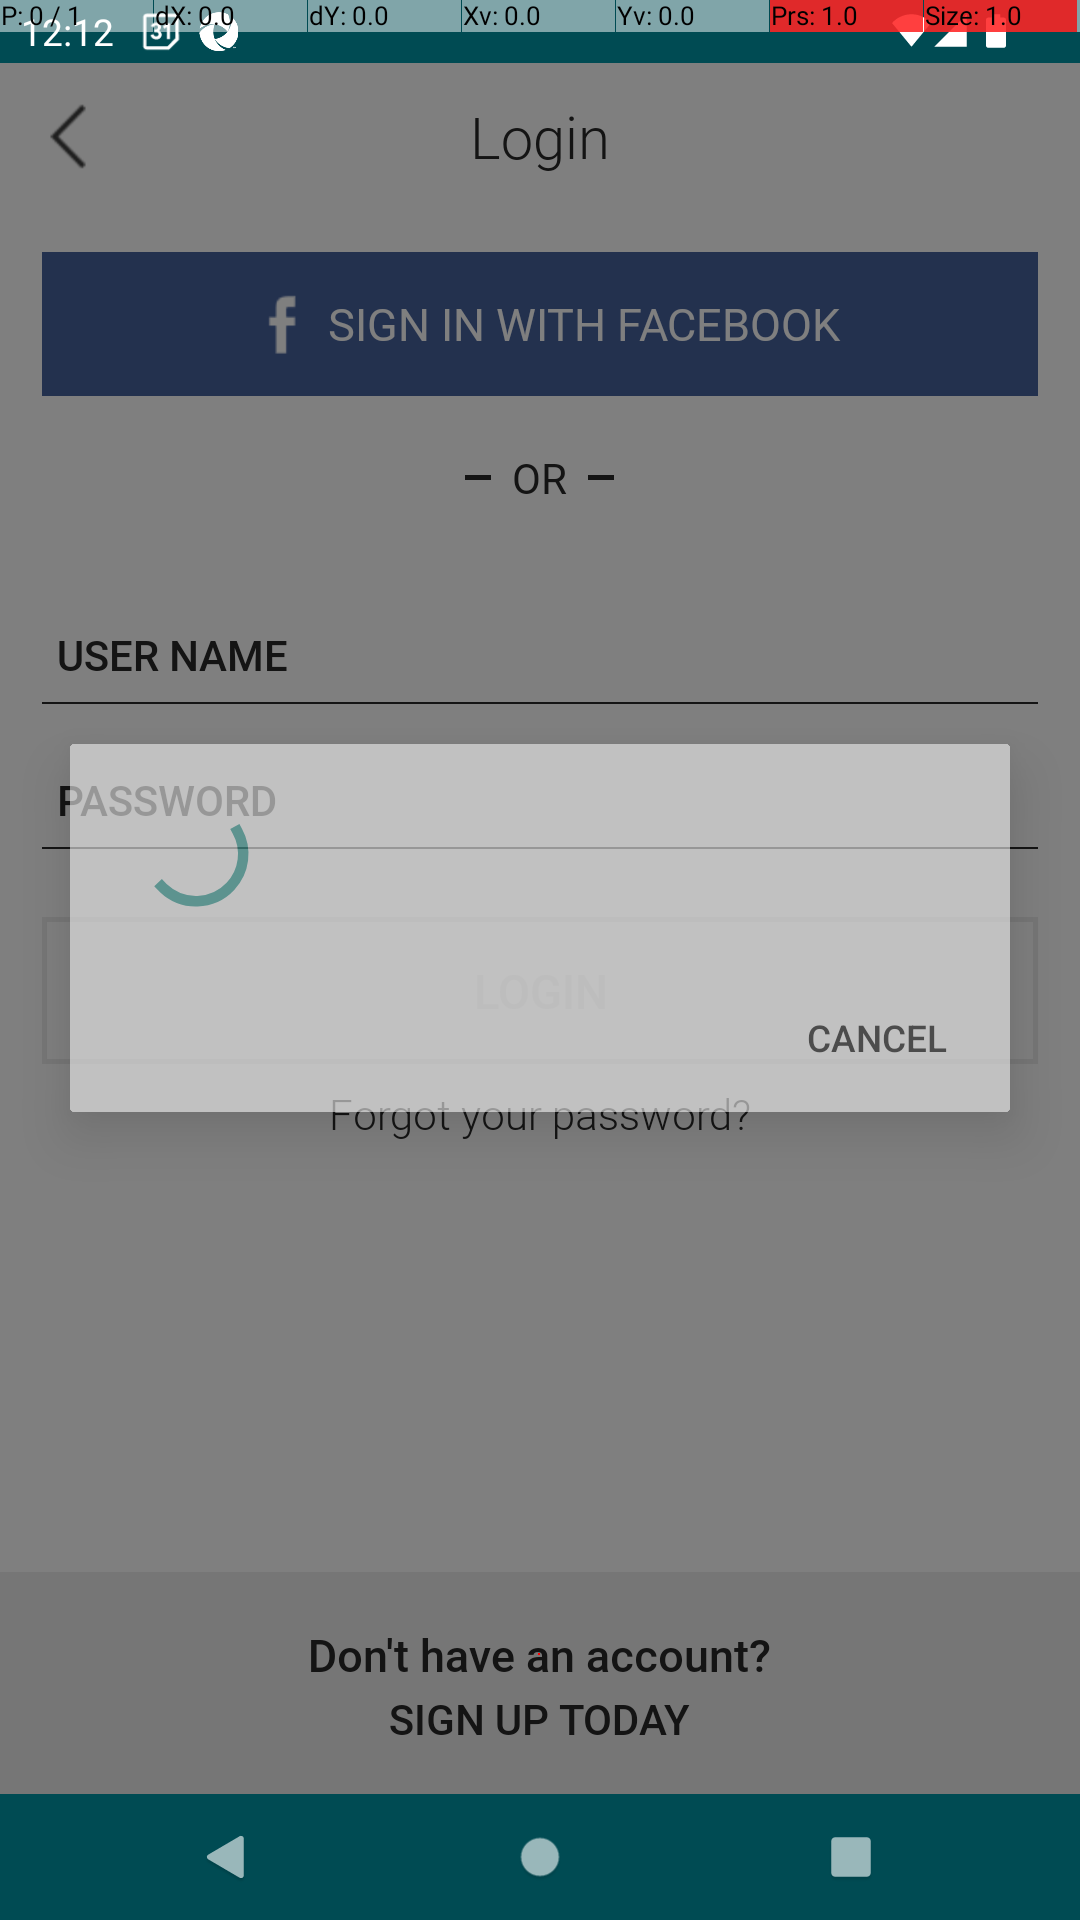 P: 0 / 1 dX: 0.0 dY: 0.0 Xv: 0.0 Yv: 0.0 Prs: 1.0 Size: 1.0
12:12 31
Login
f SIGN IN WITH FACEBOOK
– OR –
USER NAME
PASSWORD
LOGIN
CANCEL
Forgot your password?
Don't have an account?
SIGN UP TODAY